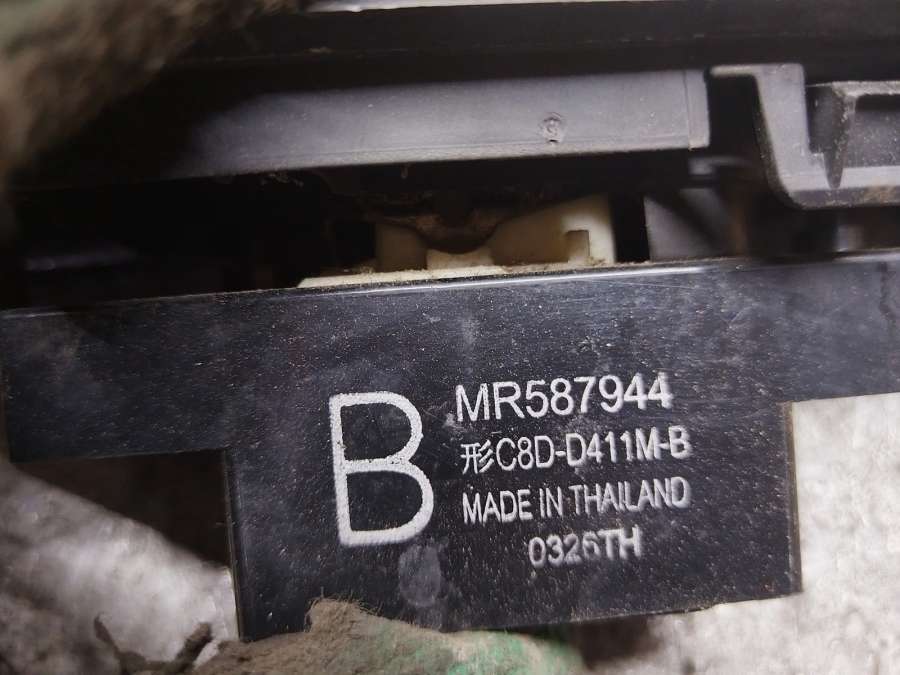 B
MR587944
形C8D-D411M-B
MADE IN THAILAND
0326TH